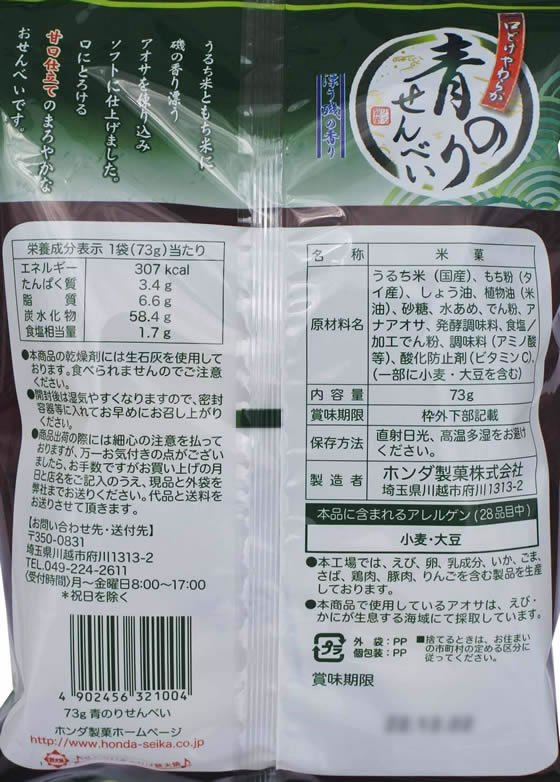 うるち米ともち米に
磯の香り漂う
アオサを練り込み
ソフトに仕上げました。
口にとろける
甘口仕立てのまろやかな
おせんべいです。
口どけやわらか
青のり
せんべい
漂う磯の香り
栄養成分表示 1袋(73g)当たり
エネルギー 307 kcal
たんぱく質 3.4 g
脂質 6.6 g
炭水化物 58.4 g
食塩相当量 1.7 g
●本商品の乾燥剤には生石灰を使用して
おります。食べられませんのでご注意
ください。
●開封後は湿気やすくなりますので、密封
容器等に入れてお早めにお召し上がり
ください。
●商品出荷の際には細心の注意を払って
おりますが、万一お気付きの点がござい
ましたら、お手数ですがお買い上げの月
日と店名をご記入のうえ、現品と外袋を
弊社までお送りください。代品と送料を
お送りさせて頂きます。
【お問い合わせ先・送付先】
〒350-0831
埼玉県川越市府川1313-2
TEL.049-224-2611
〈受付時間〉月〜金曜日8:00〜17:00
＊祝日を除く
4 902456 321004
73g 青のりせんべい
ホンダ製菓ホームページ
http://www.honda-seika.co.jp
名称 米菓
原材料名 うるち米（国産）、もち粉（タ
イ産）、しょう油、植物油（米
油）、砂糖、水あめ、でん粉、ア
ナアオサ、発酵調味料、食塩／
加工でん粉、調味料（アミノ酸
等）、酸化防止剤（ビタミンC）、
（一部に小麦・大豆を含む）
内容量 73g
賞味期限 枠外下部記載
保存方法 直射日光、高温多湿をお避け
ください。
製造者 ホンダ製菓株式会社
埼玉県川越市府川1313-2
本品に含まれるアレルゲン（28品目中）
小麦・大豆
●本工場では、えび、卵、乳成分、いか、ごま、
さば、鶏肉、豚肉、りんごを含む製品を生産
しております。
●本商品で使用しているアオサは、えび・
かにが生息する海域にて採取しています。
プラ
外袋：PP
個包装：PP
■捨てるときは、お住まい
の市町村の定める区分に
従ってください。
賞味期限